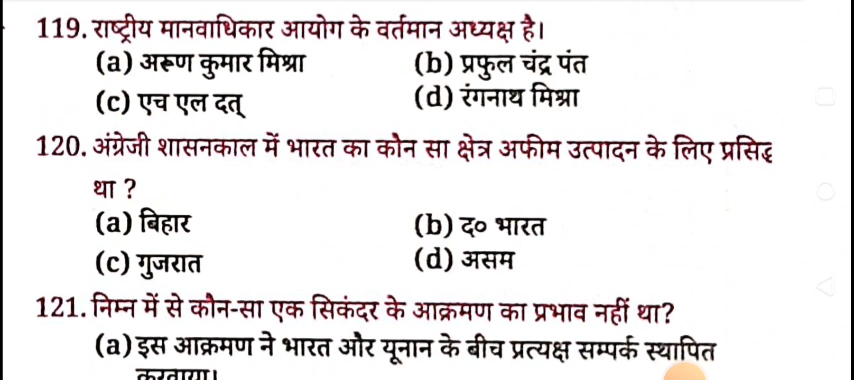 119. राष्ट्रीय मानवाधिकार आयोग के वर्तमान अध्यक्ष है।
(a) अरूण कुमार मिश्रा (b) प्रफुल चंद्र पंत
(c) एच एल दत् (d) रंगनाथ मिश्रा
120. अंग्रेजी शासनकाल में भारत का कौन सा क्षेत्र अफीम उत्पादन के लिए प्रसिद्ध
था ?
(a) बिहार (b) द० भारत
(c) गुजरात (d) असम
121. निम्न में से कौन-सा एक सिकंदर के आक्रमण का प्रभाव नहीं था?
(a) इस आक्रमण ने भारत और यूनान के बीच प्रत्यक्ष सम्पर्क स्थापित
करवाया।